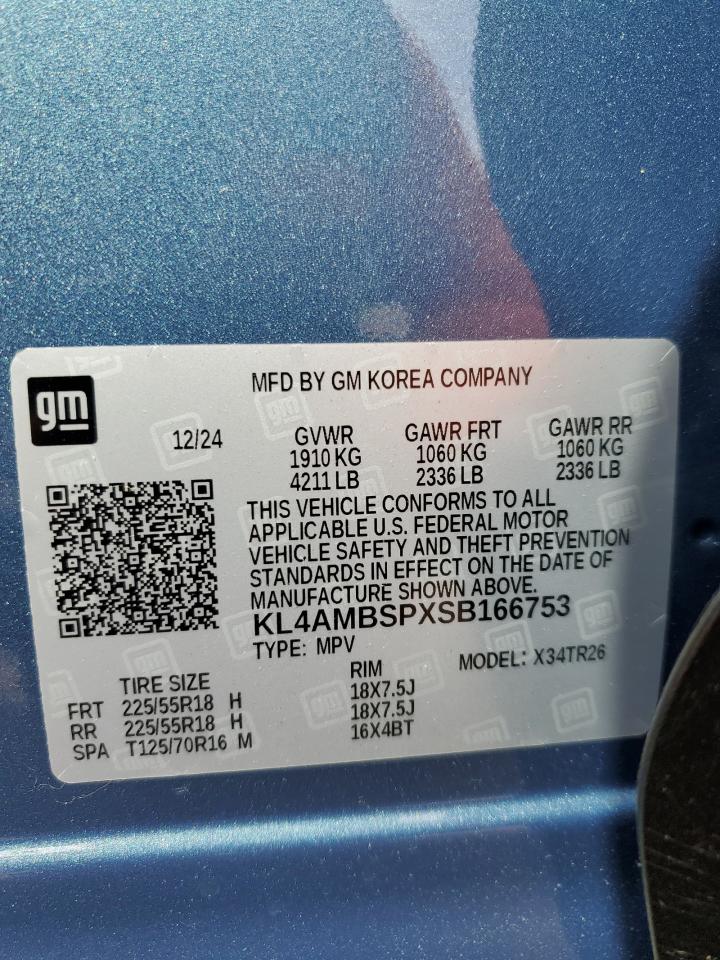 gm
MFD BY GM KOREA COMPANY
12/24
GVWR GAWR FRT GAWR RR
1910 KG 1060 KG 1060 KG
4211 LB 2336 LB 2336 LB
THIS VEHICLE CONFORMS TO ALL
APPLICABLE U.S. FEDERAL MOTOR
VEHICLE SAFETY AND THEFT PREVENTION
STANDARDS IN EFFECT ON THE DATE OF
MANUFACTURE SHOWN ABOVE.
KL4AMBSPXSB166753
TYPE: MPV MODEL: X34TR26
TIRE SIZE RIM
FRT 225/55R18 H 18X7.5J
RR 225/55R18 H 18X7.5J
SPA T125/70R16 M 16X4BT